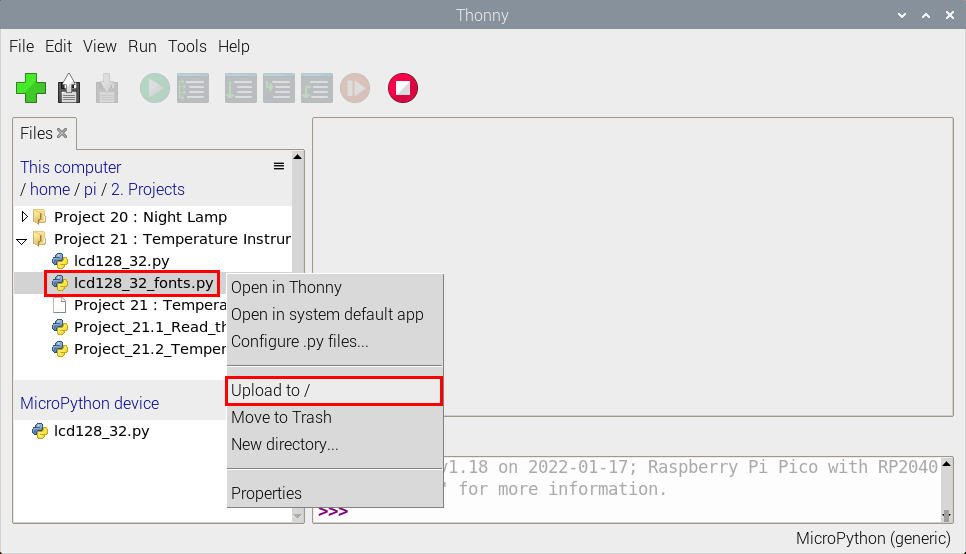 Thonny
File Edit View Run Tools Help
Files
This computer
/ home / pi / 2. Projects
Project 20 : Night Lamp
Project 21 : Temperature Instrur
lcd128_32.py
lcd128_32_fonts.py
Project 21 : Tempera
Project_21.1_Read_th
Project_21.2_Temper
MicroPython device
lcd128_32.py
Open in Thonny
Open in system default app
Configure .py files...
Upload to /
Move to Trash
New directory...
Properties
v1.18 on 2022-01-17; Raspberry Pi Pico with RP2040
" for more information.
>>>
MicroPython (generic)